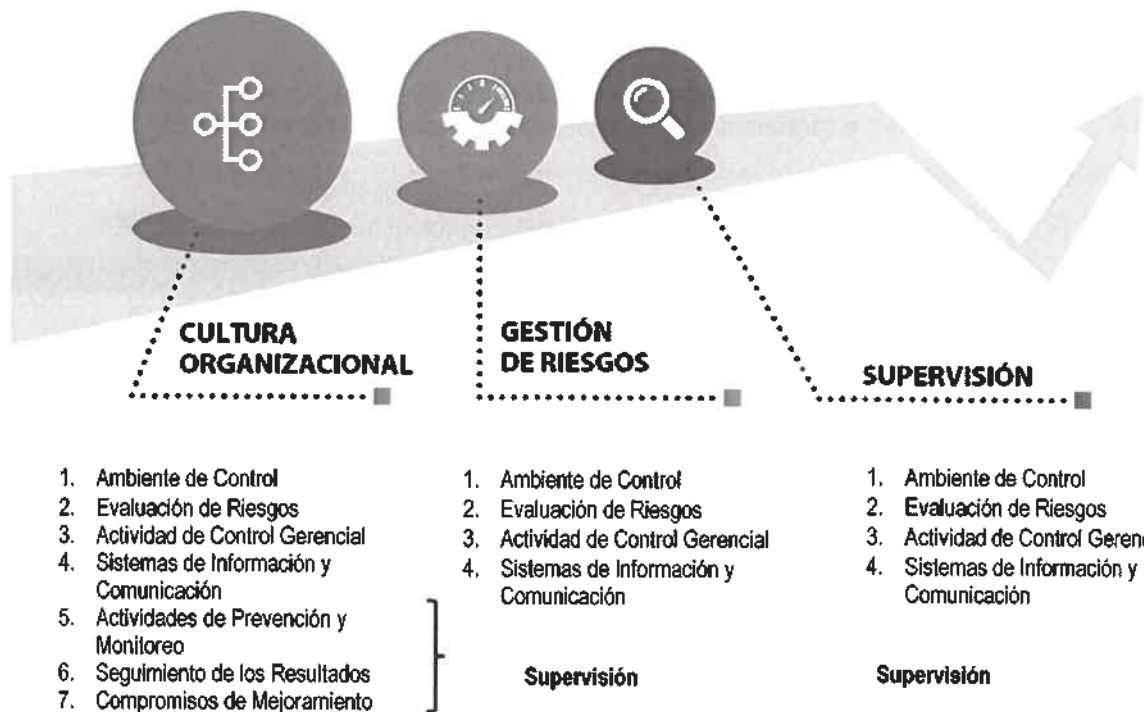 CULTURA
ORGANIZACIONAL
GESTIÓN
DE RIESGOS
SUPERVISIÓN
1. Ambiente de Control
2. Evaluación de Riesgos
3. Actividad de Control Gerencial
4. Sistemas de Información y
Comunicación
5. Actividades de Prevención y
Monitoreo
6. Seguimiento de los Resultados
7. Compromisos de Mejoramiento
1. Ambiente de Control
2. Evaluación de Riesgos
3. Actividad de Control Gerencial
4. Sistemas de Información y
Comunicación
Supervisión
1. Ambiente de Control
2. Evaluación de Riesgos
3. Actividad de Control Geren
4. Sistemas de Información y
Comunicación
Supervisión